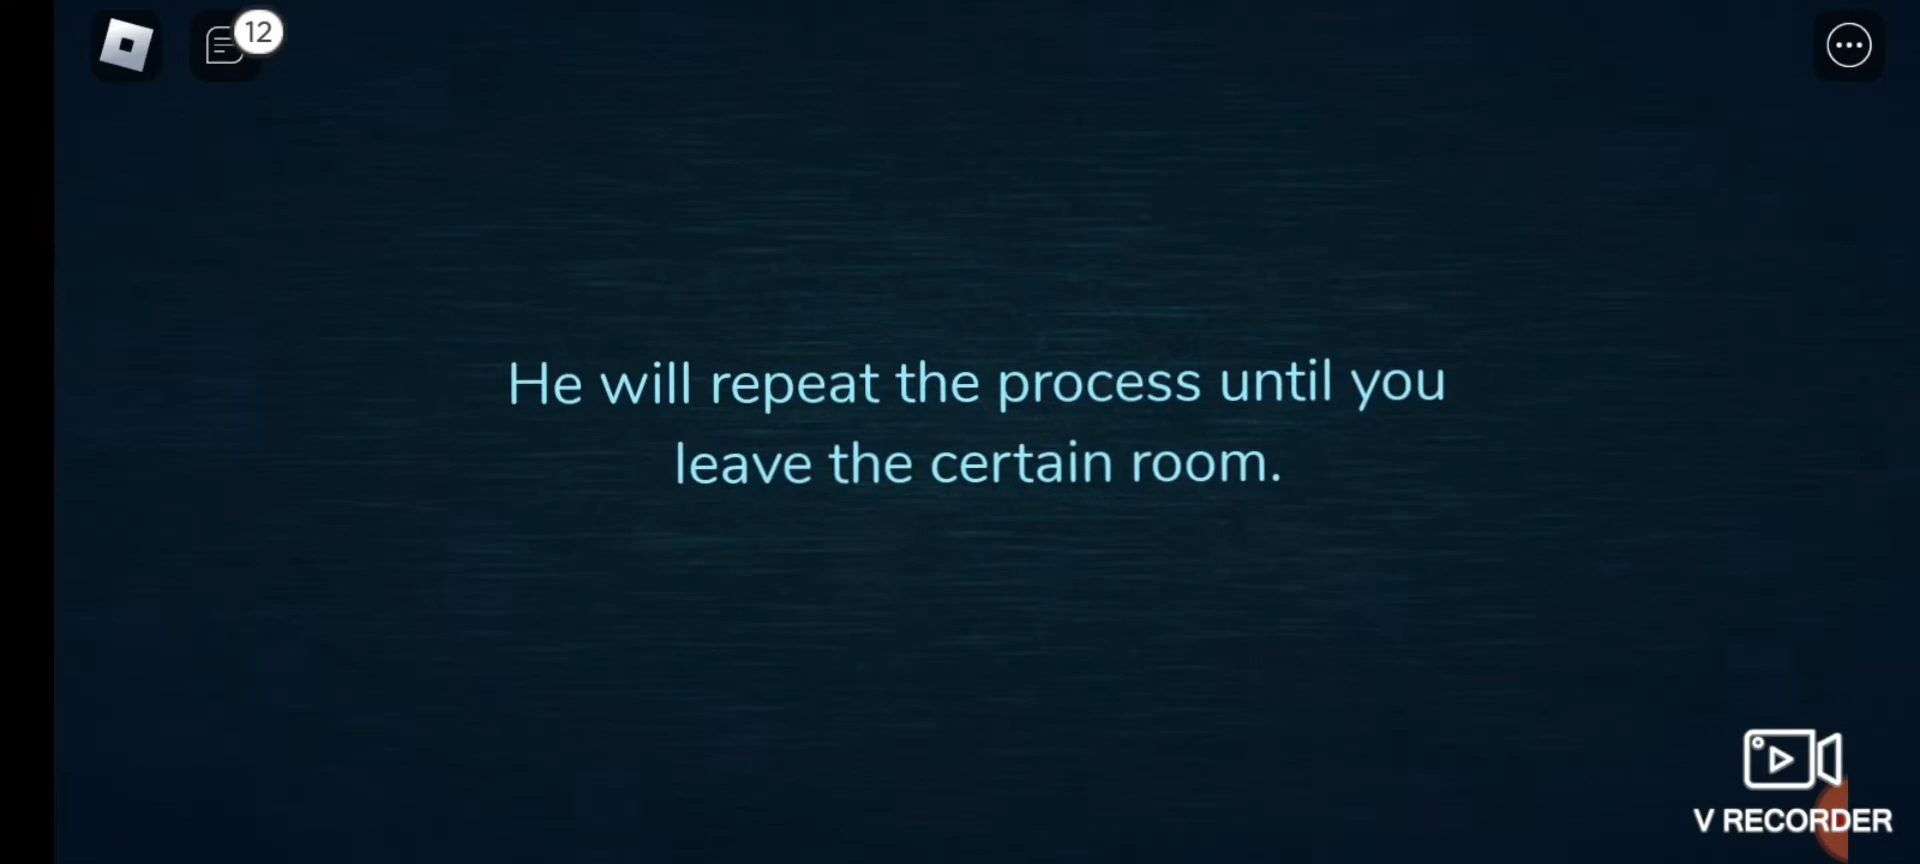 12
He will repeat the process until you
leave the certain room.
V RECORDER